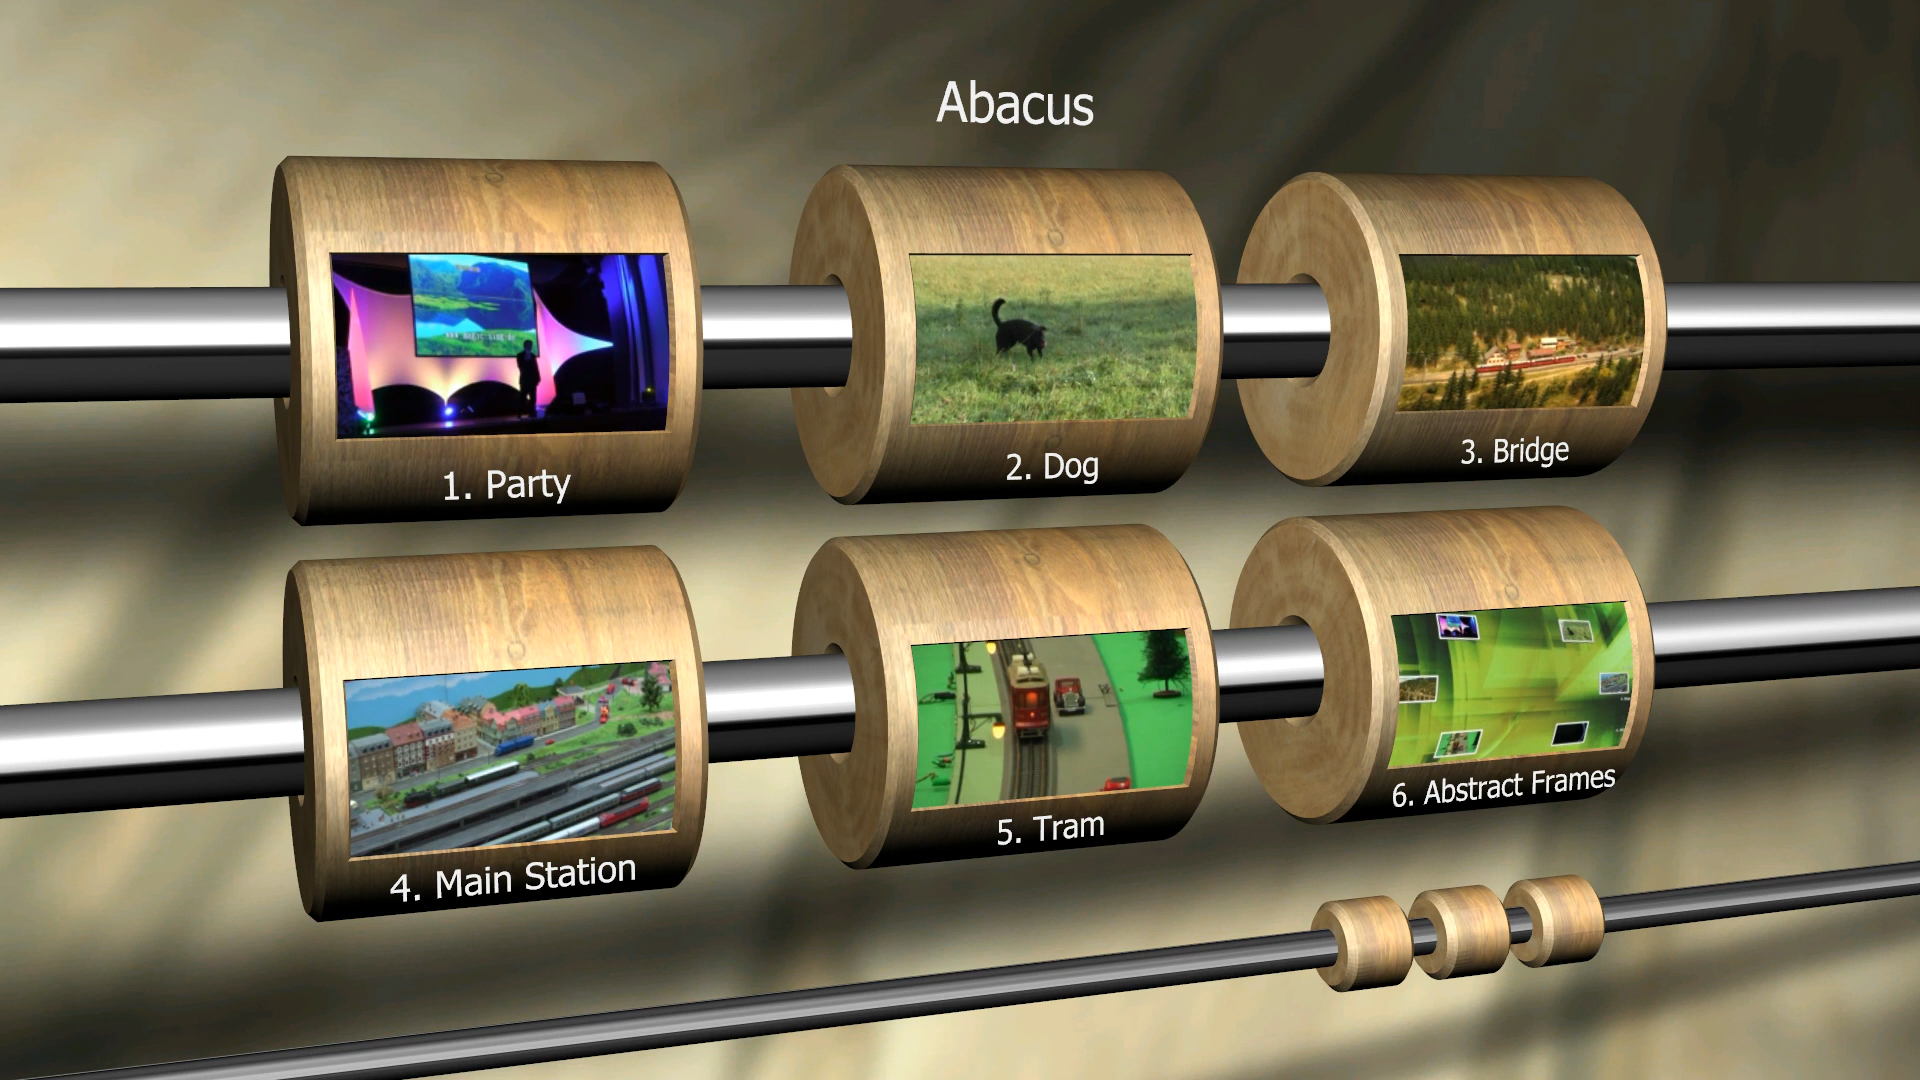 Abacus
1. Party
2. Dog
3. Bridge
4. Main Station
5. Tram
6. Abstract Frames